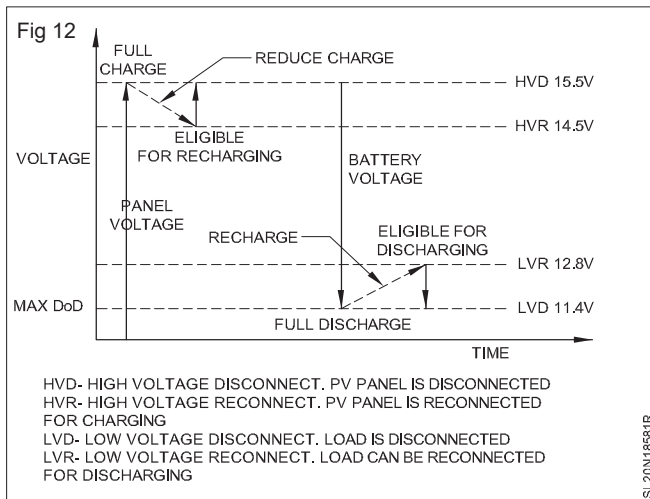 Fig 12
FULL
CHARGE
REDUCE CHARGE
HVD 15.5V
HVR 14.5V
ELIGIBLE
FOR RECHARGING
VOLTAGE
BATTERY
VOLTAGE
PANEL
VOLTAGE
RECHARGE
ELIGIBLE FOR
DISCHARGING
LVR 12.8V
MAX DoD
LVD 11.4V
FULL DISCHARGE
TIME
HVD- HIGH VOLTAGE DISCONNECT. PV PANEL IS DISCONNECTED
HVR- HIGH VOLTAGE RECONNECT. PV PANEL IS RECONNECTED
FOR CHARGING
LVD- LOW VOLTAGE DISCONNECT. LOAD IS DISCONNECTED
LVR- LOW VOLTAGE RECONNECT. LOAD CAN BE RECONNECTED
FOR DISCHARGING
SL20N18581R